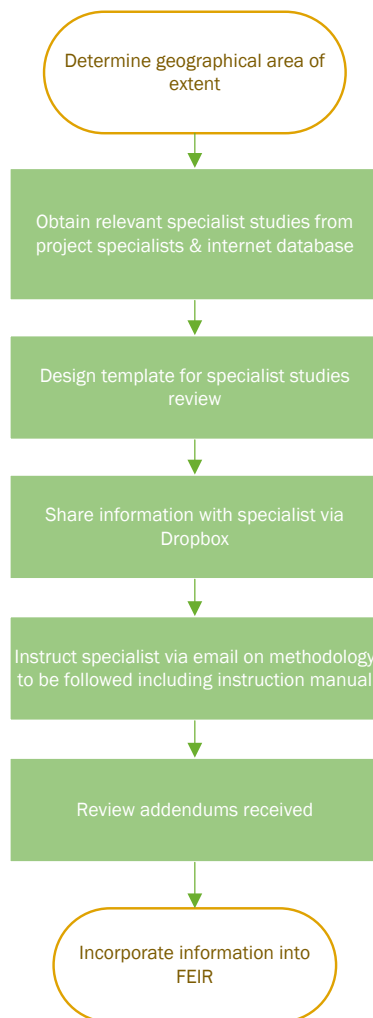 Determine geographical area of
extent
Obtain relevant specialist studies from
project specialists & internet database
Design template for specialist studies
review
Share information with specialist via
Dropbox
Instruct specialist via email on methodology
to be followed including instruction manual
Review addendums received
Incorporate information into
FEIR